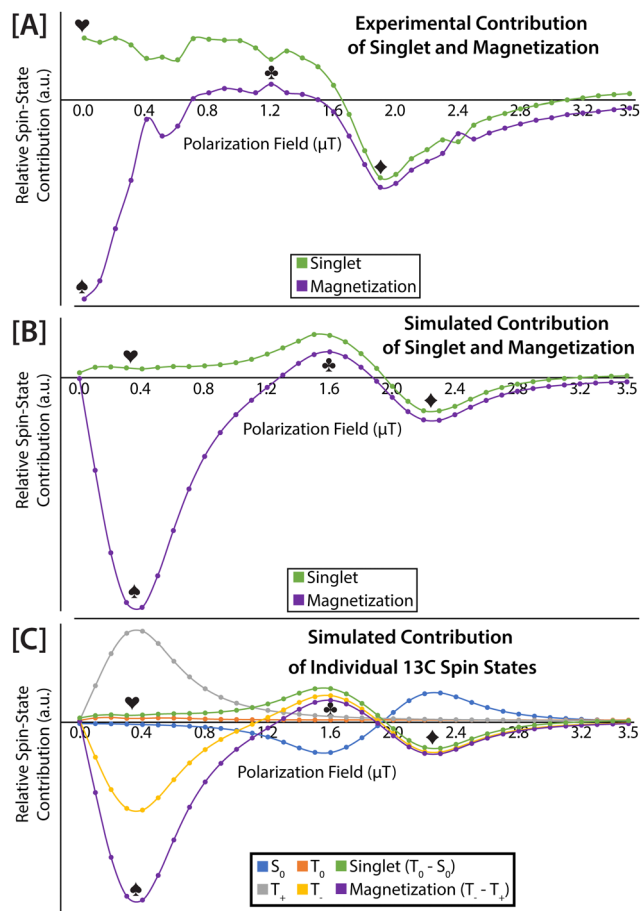 [A]
Experimental Contribution
of Singlet and Magnetization
Relative Spin-State
Contribution (a.u.)
0.0 0.4 0.8 1.2 1.6 2.0 2.4 2.8 3.2 3.5
Polarization Field (μT)
Singlet
Magnetization
[B]
Simulated Contribution
of Singlet and Mangetization
Relative Spin-State
Contribution (a.u.)
0.0 0.4 0.8 1.2 1.6 2.0 2.4 2.8 3.2 3.5
Polarization Field (μT)
Singlet
Magnetization
[C]
Simulated Contribution
of Individual 13C Spin States
Relative Spin-State
Contribution (a.u.)
0.0 0.4 0.8 1.2 1.6 2.0 2.4 2.8 3.2 3.5
Polarization Field (μT)
S₀ T₀ Singlet (T₀ - S₀)
T₊ T₋ Magnetization (T₋ - T₊)